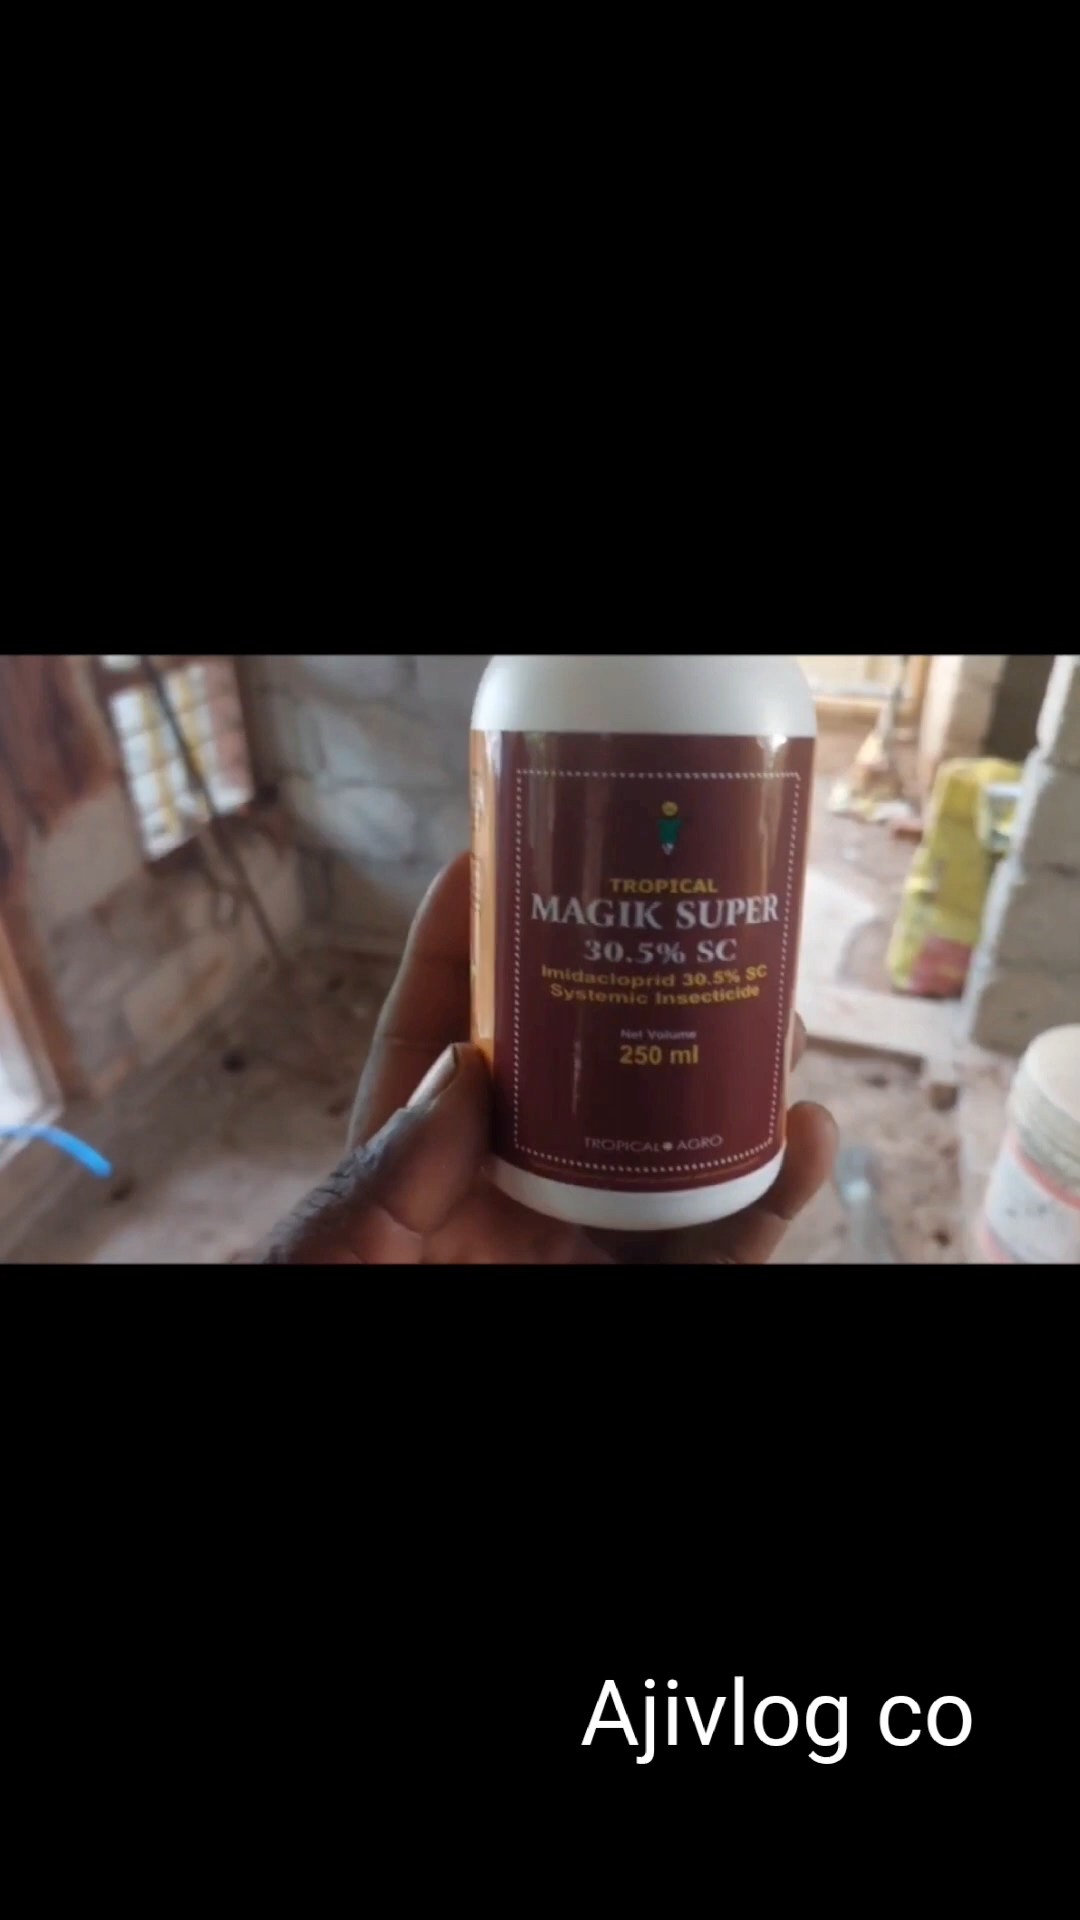 TROPICAL
MAGIK SUPER
30.5% SC
Imidacloprid 30.5% SC
Systemic Insecticide
Net Volume
250 ml
TROPICAL AGRO
Ajivlog co